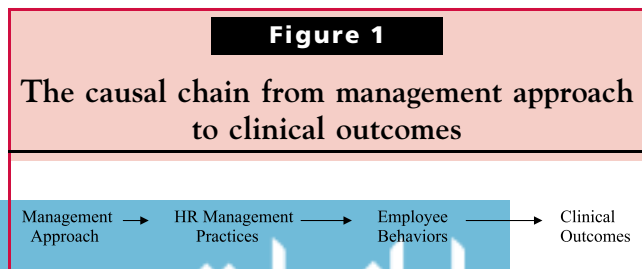 Figure 1
The causal chain from management approach
to clinical outcomes
Management Approach
HR Management Practices
Employee Behaviors
Clinical Outcomes